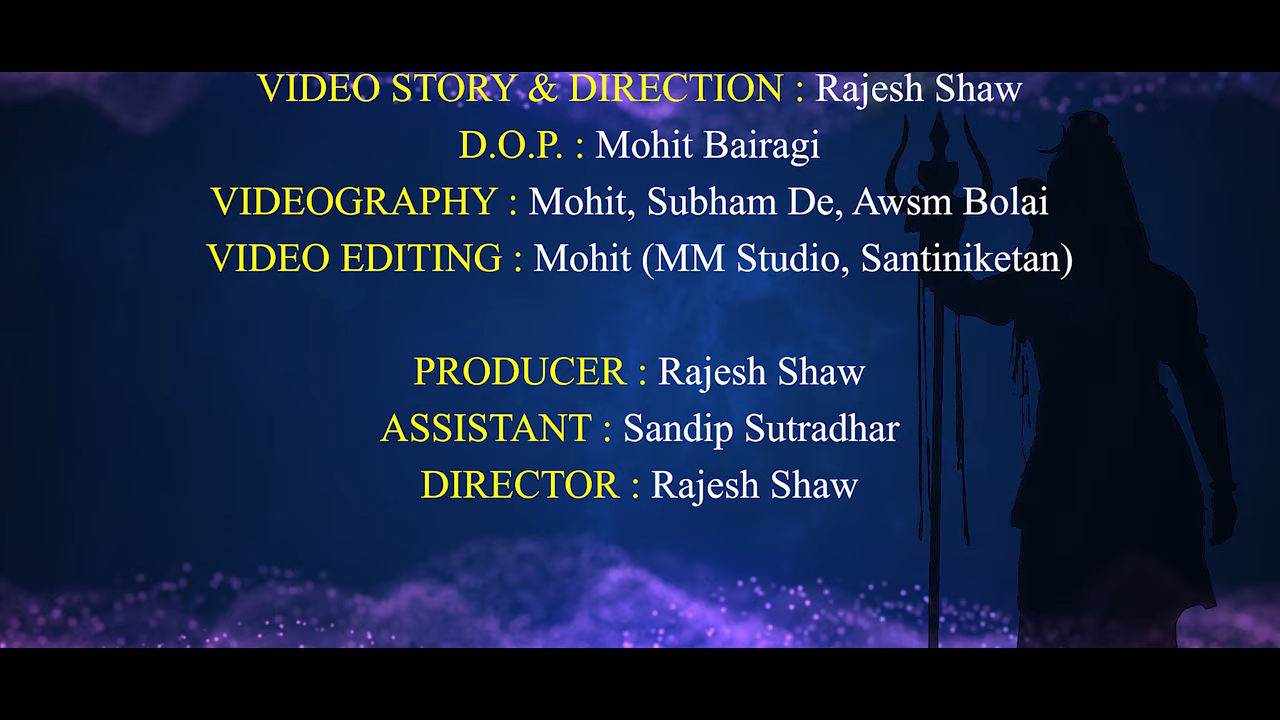 VIDEO STORY & DIRECTION : Rajesh Shaw
D.O.P. : Mohit Bairagi
VIDEOGRAPHY : Mohit, Subham De, Awsm Bolai
VIDEO EDITING : Mohit (MM Studio, Santiniketan)
PRODUCER : Rajesh Shaw
ASSISTANT : Sandip Sutradhar
DIRECTOR : Rajesh Shaw